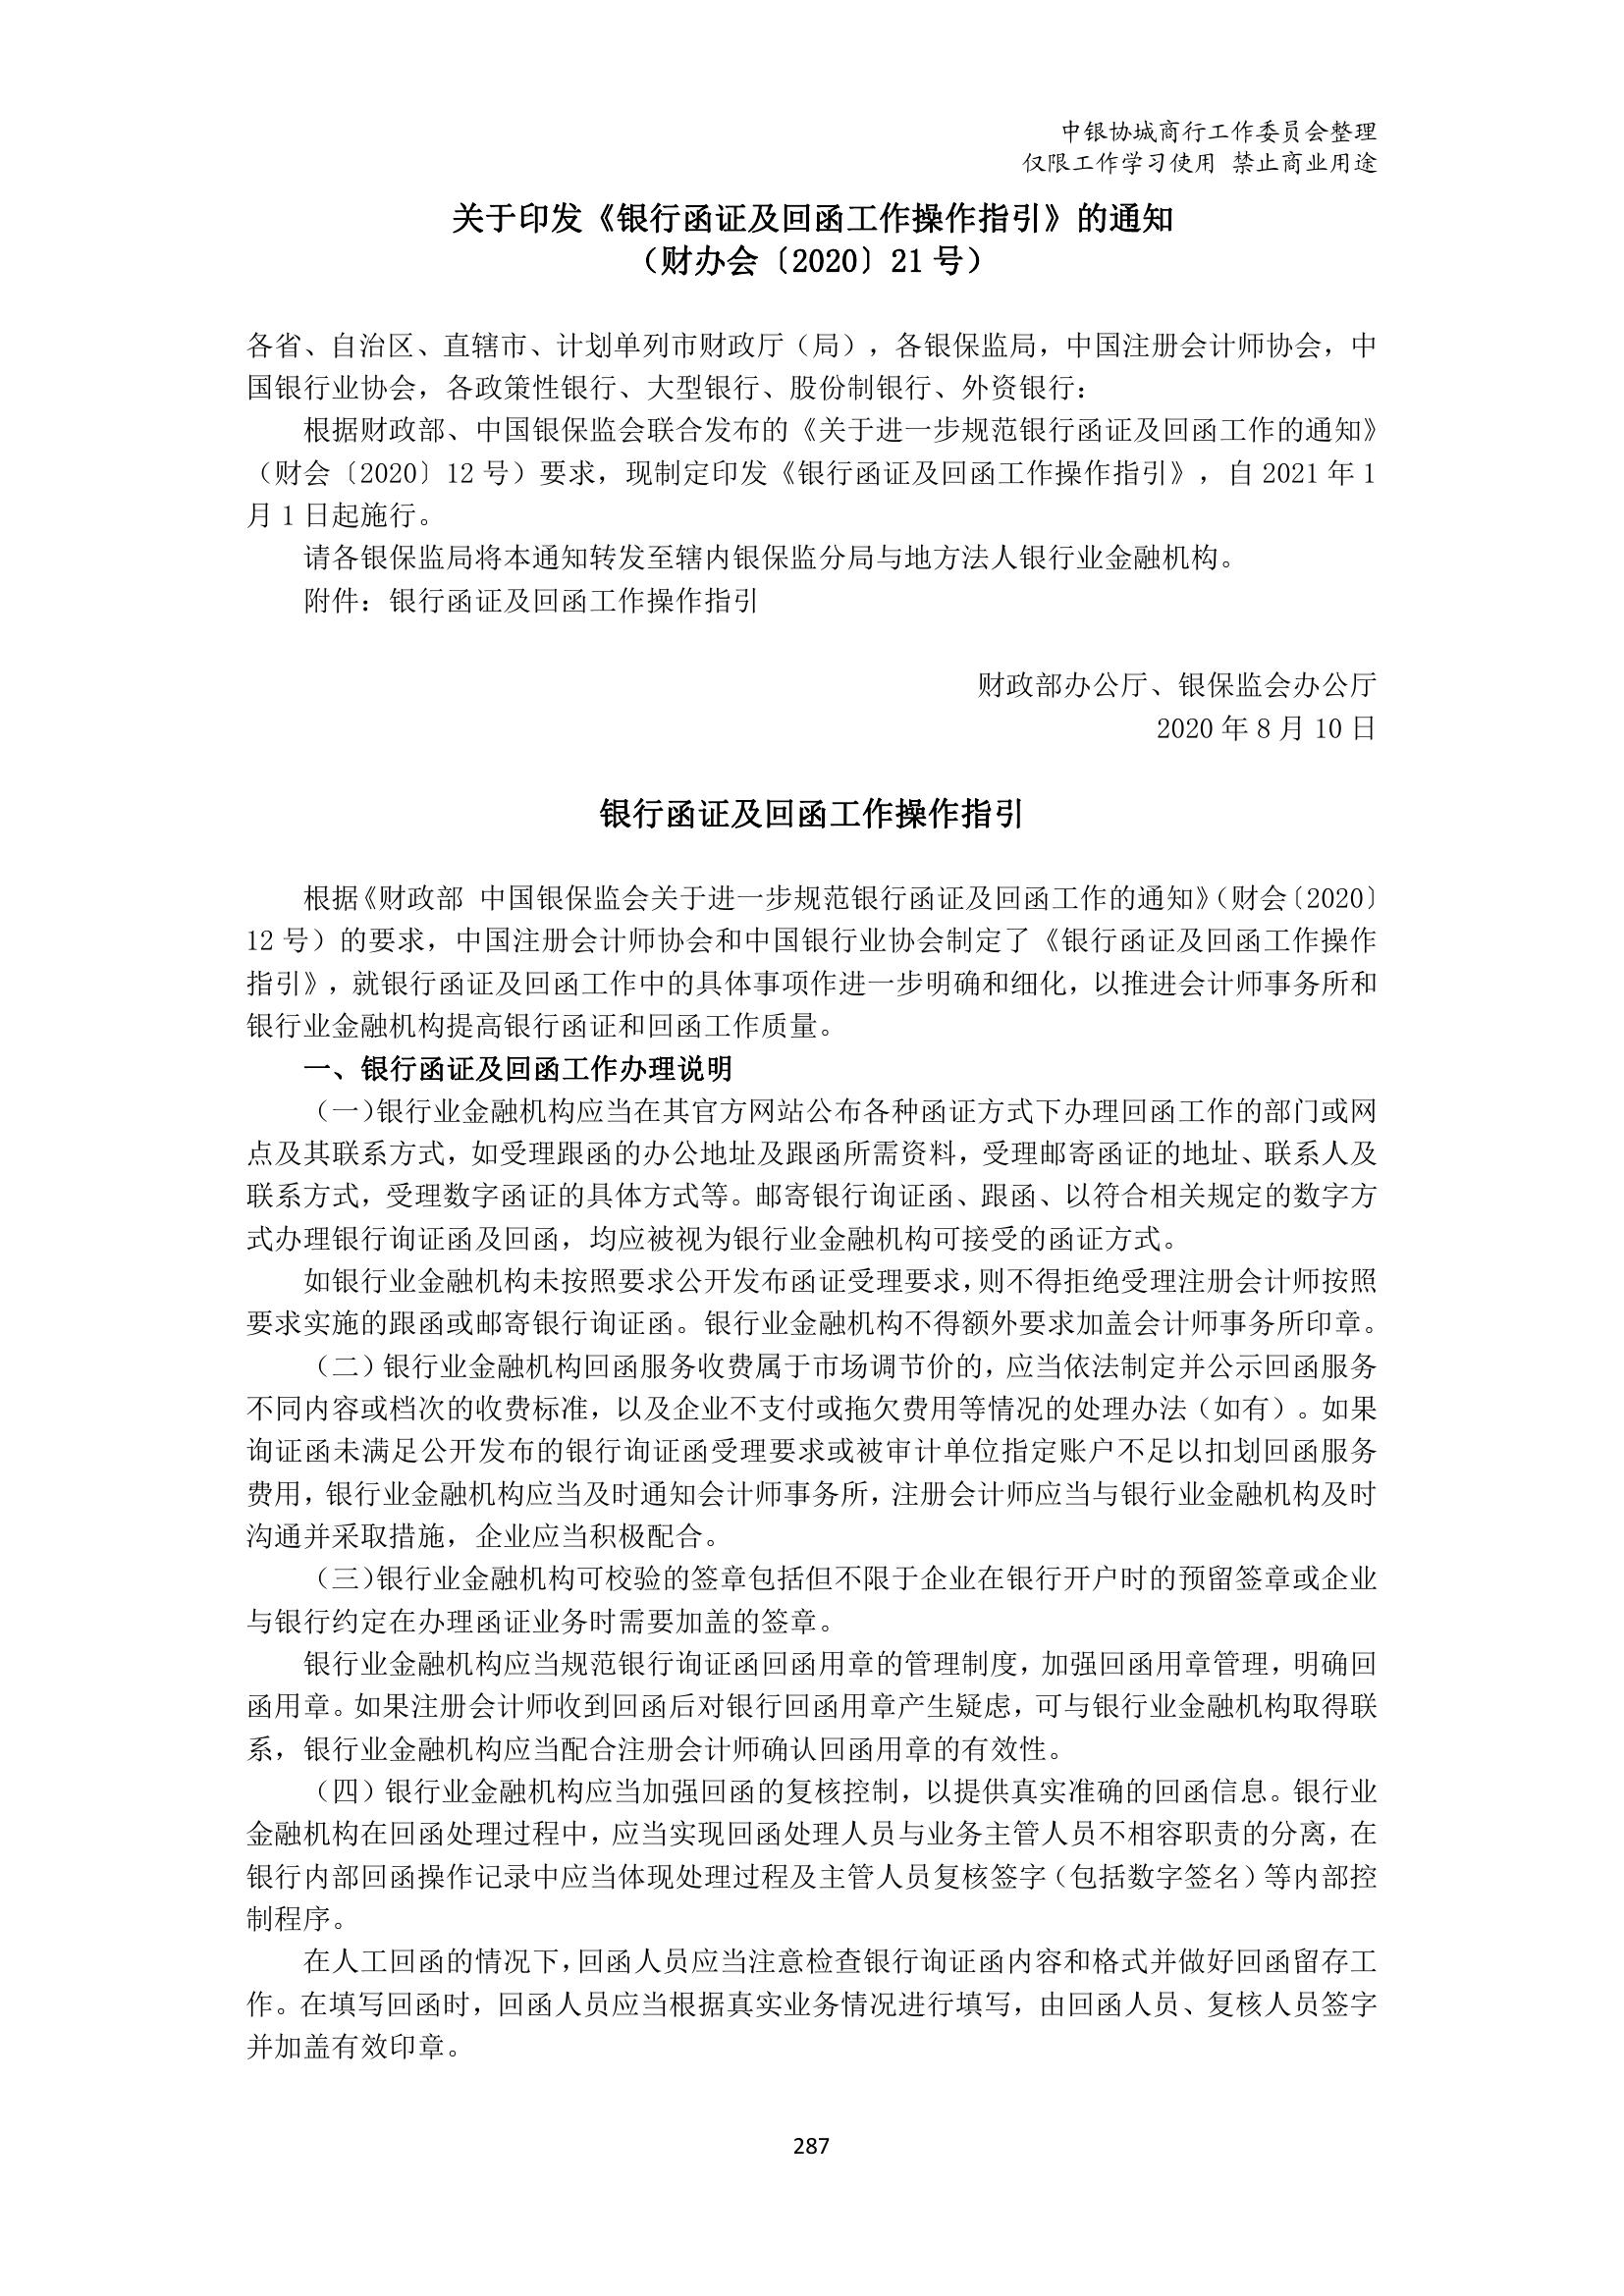 中银协城商行工作委员会整理
仅限工作学习使用 禁止商业用途
关于印发《银行函证及回函工作操作指引》的通知
（财办会〔2020〕21 号）
各省、自治区、直辖市、计划单列市财政厅（局），各银保监局，中国注册会计师协会，中
国银行业协会，各政策性银行、大型银行、股份制银行、外资银行：
根据财政部、中国银保监会联合发布的《关于进一步规范银行函证及回函工作的通知》
（财会〔2020〕12 号）要求，现制定印发《银行函证及回函工作操作指引》，自 2021 年 1
月 1 日起施行。
请各银保监局将本通知转发至辖内银保监分局与地方法人银行业金融机构。
附件：银行函证及回函工作操作指引
财政部办公厅、银保监会办公厅
2020 年 8 月 10 日
银行函证及回函工作操作指引
根据《财政部 中国银保监会关于进一步规范银行函证及回函工作的通知》（财会〔2020〕
12 号）的要求，中国注册会计师协会和中国银行业协会制定了《银行函证及回函工作操作
指引》，就银行函证及回函工作中的具体事项作进一步明确和细化，以推进会计师事务所和
银行业金融机构提高银行函证和回函工作质量。
一、银行函证及回函工作办理说明
（一）银行业金融机构应当在其官方网站公布各种函证方式下办理回函工作的部门或网
点及其联系方式，如受理跟函的办公地址及跟函所需资料，受理邮寄函证的地址、联系人及
联系方式，受理数字函证的具体方式等。邮寄银行询证函、跟函、以符合相关规定的数字方
式办理银行询证函及回函，均应被视为银行业金融机构可接受的函证方式。
如银行业金融机构未按照要求公开发布函证受理要求，则不得拒绝受理注册会计师按照
要求实施的跟函或邮寄银行询证函。银行业金融机构不得额外要求加盖会计师事务所印章。
（二）银行业金融机构回函服务收费属于市场调节价的，应当依法制定并公示回函服务
不同内容或档次的收费标准，以及企业不支付或拖欠费用等情况的处理办法（如有）。如果
询证函未满足公开发布的银行询证函受理要求或被审计单位指定账户不足以扣划回函服务
费用，银行业金融机构应当及时通知会计师事务所，注册会计师应当与银行业金融机构及时
沟通并采取措施，企业应当积极配合。
（三）银行业金融机构可校验的签章包括但不限于企业在银行开户时的预留签章或企业
与银行约定在办理函证业务时需要加盖的签章。
银行业金融机构应当规范银行询证函回函用章的管理制度，加强回函用章管理，明确回
函用章。如果注册会计师收到回函后对银行回函用章产生疑虑，可与银行业金融机构取得联
系，银行业金融机构应当配合注册会计师确认回函用章的有效性。
（四）银行业金融机构应当加强回函的复核控制，以提供真实准确的回函信息。银行业
金融机构在回函处理过程中，应当实现回函处理人员与业务主管人员不相容职责的分离，在
银行内部回函操作记录中应当体现处理过程及主管人员复核签字（包括数字签名）等内部控
制程序。
在人工回函的情况下，回函人员应当注意检查银行询证函内容和格式并做好回函留存工
作。在填写回函时，回函人员应当根据真实业务情况进行填写，由回函人员、复核人员签字
并加盖有效印章。
287